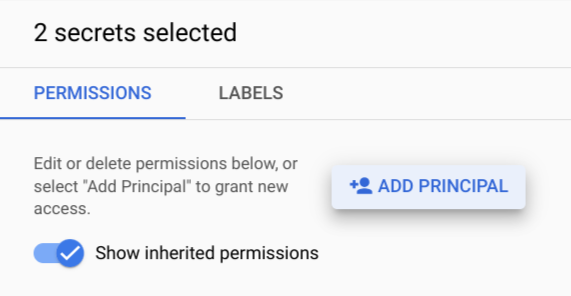 2 secrets selected
PERMISSIONS LABELS
Edit or delete permissions below, or
select "Add Principal" to grant new
access.
ADD PRINCIPAL
Show inherited permissions